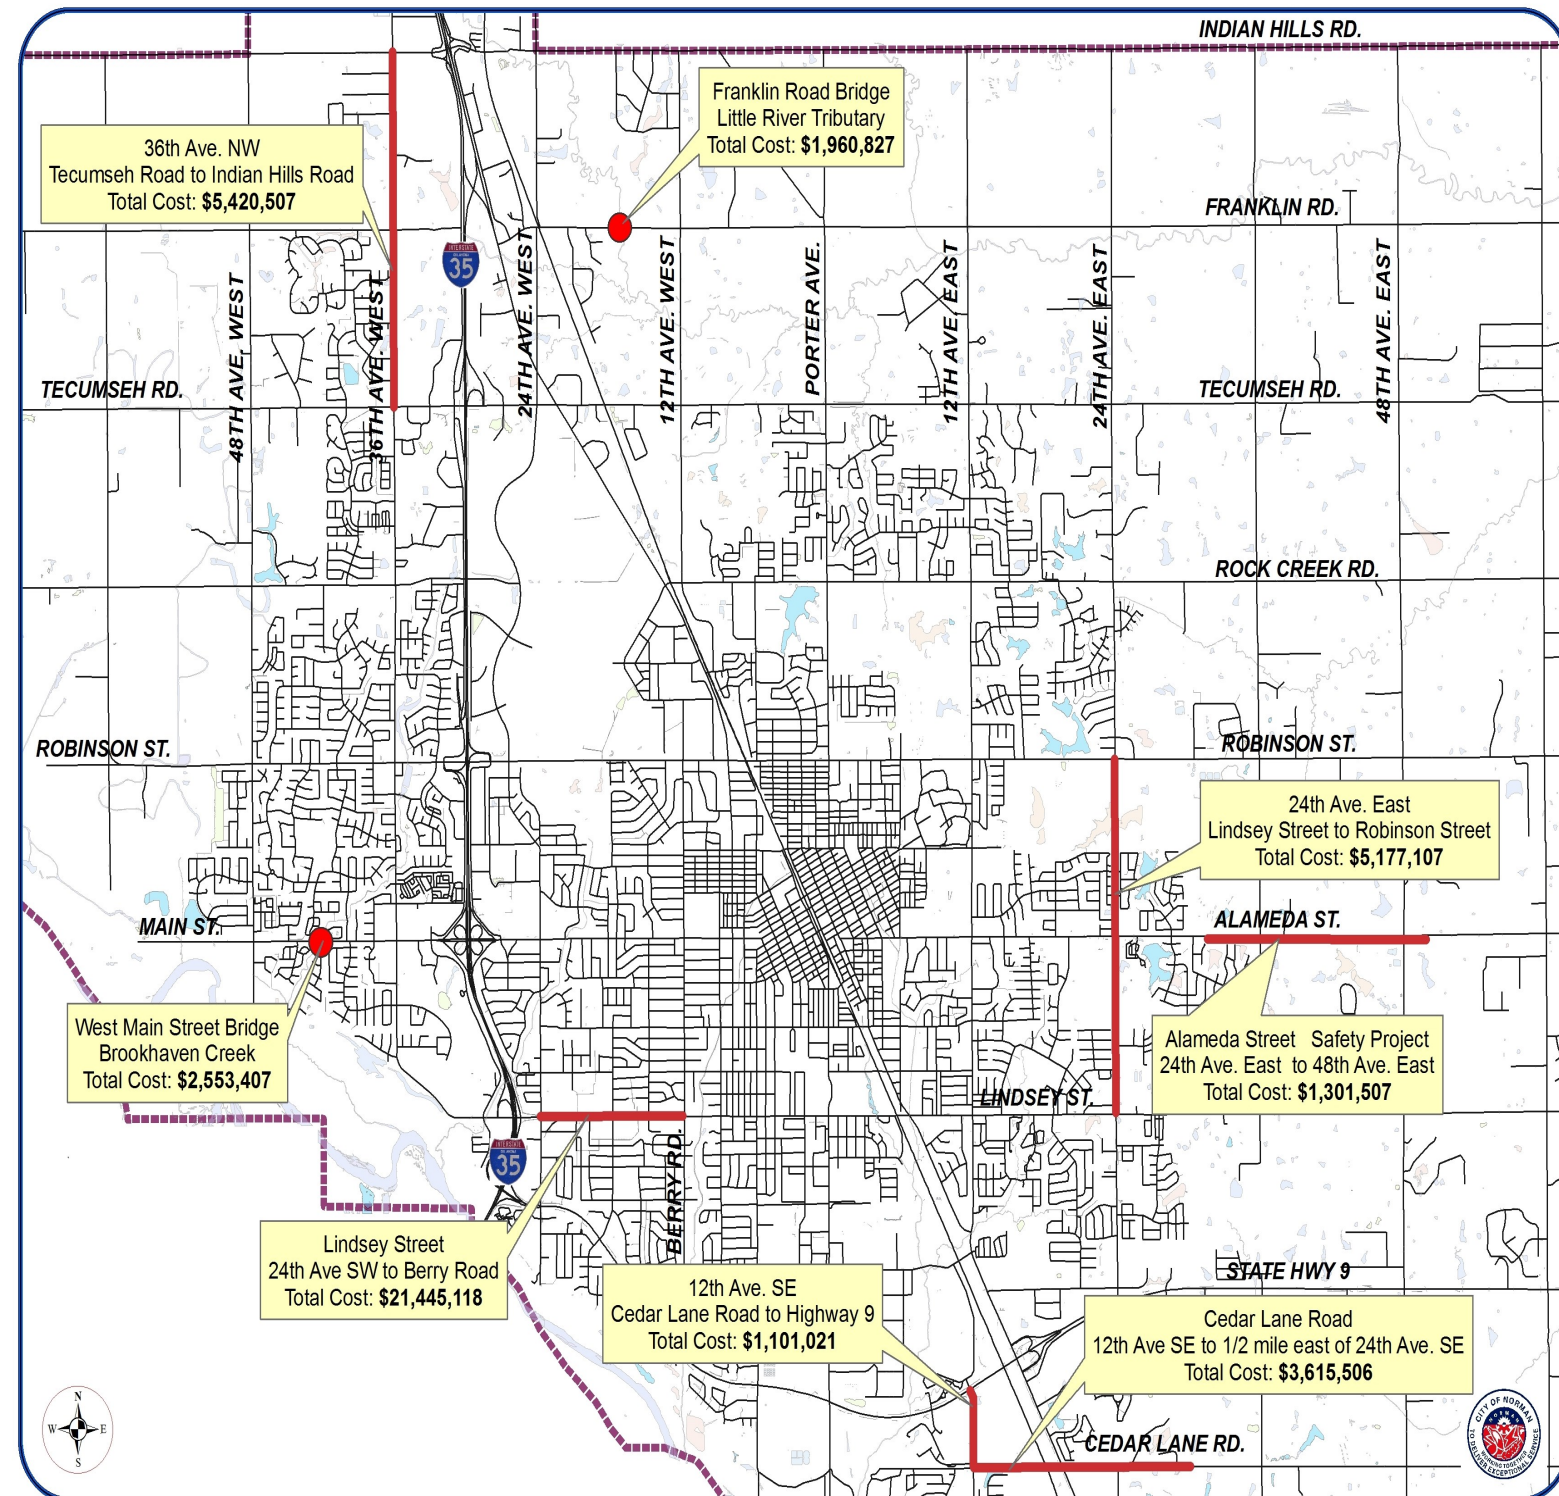 INDIAN HILLS RD.
Franklin Road Bridge
Little River Tributary
Total Cost: $1,960,827
36th Ave. NW
Tecumseh Road to Indian Hills Road
Total Cost: $5,420,507
FRANKLIN RD.
INTERSTATE
35
48TH AVE. WEST
36TH AVE. WEST
24TH AVE. WEST
12TH AVE. WEST
PORTER AVE.
12TH AVE. EAST
24TH AVE. EAST
48TH AVE. EAST
TECUMSEH RD.
TECUMSEH RD.
ROCK CREEK RD.
ROBINSON ST.
ROBINSON ST.
24th Ave. East
Lindsey Street to Robinson Street
Total Cost: $5,177,107
MAIN ST.
ALAMEDA ST.
West Main Street Bridge
Brookhaven Creek
Total Cost: $2,553,407
Alameda Street Safety Project
24th Ave. East to 48th Ave. East
Total Cost: $1,301,507
LINDSEY ST.
INTERSTATE
35
BERRY RD.
Lindsey Street
24th Ave SW to Berry Road
Total Cost: $21,445,118
STATE HWY 9
12th Ave. SE
Cedar Lane Road to Highway 9
Total Cost: $1,101,021
Cedar Lane Road
12th Ave SE to 1/2 mile east of 24th Ave. SE
Total Cost: $3,615,506
CEDAR LANE RD.
N
W E
S
CITY OF NORMAN
TO DELIVER EXCEPTIONAL SERVICE